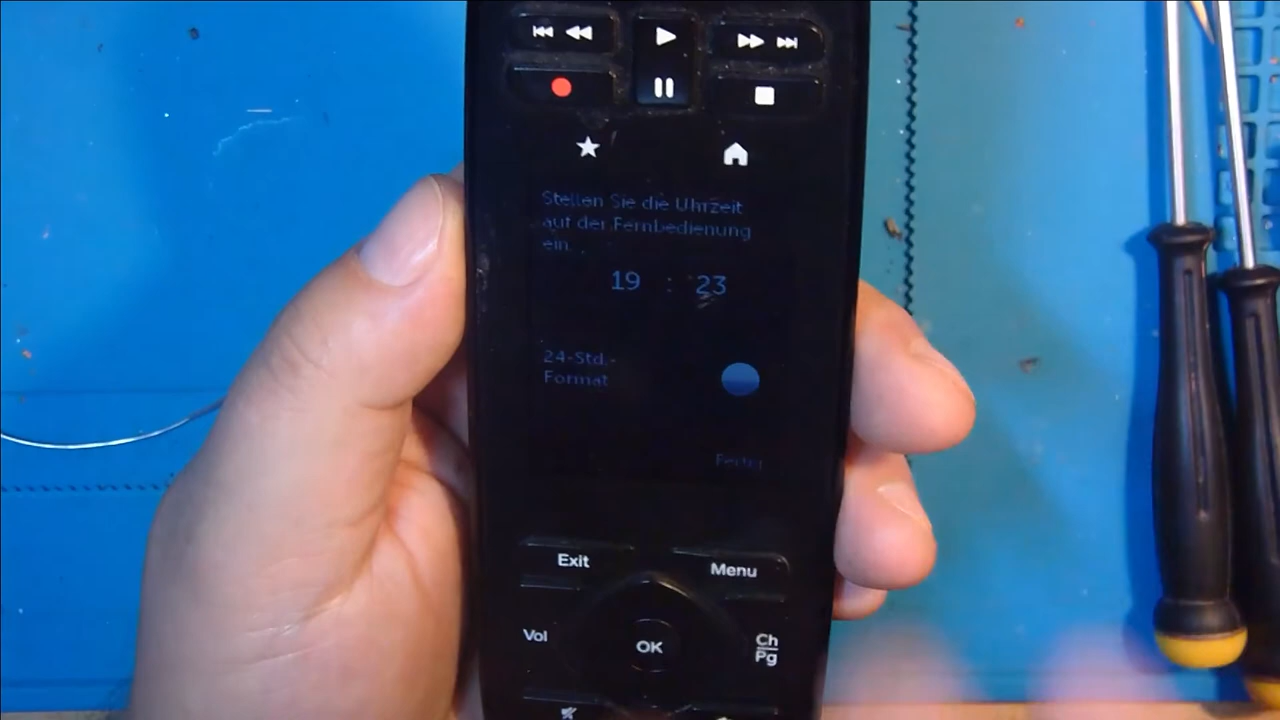 Stellen Sie die Uhrzeit
auf der Fernbedienung
ein.
19 : 23
24-Std.-
Format
Fertig
Exit
Menu
Vol
OK
Ch
Pg